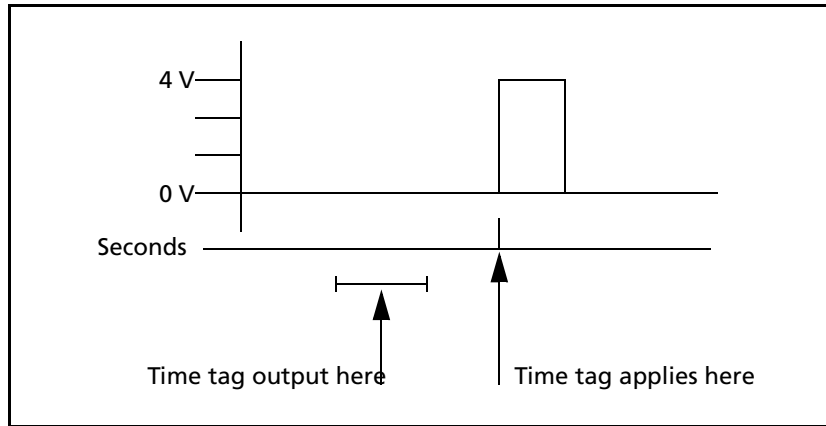 4 V
0 V
Seconds
Time tag output here
Time tag applies here